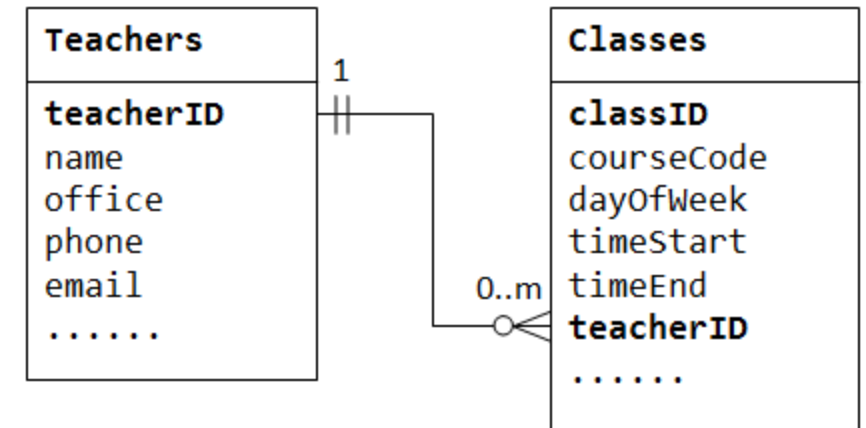 Teachers
teacherID
name
office
phone
email
......
1
0..m
Classes
classID
courseCode
dayOfWeek
timeStart
timeEnd
teacherID
......